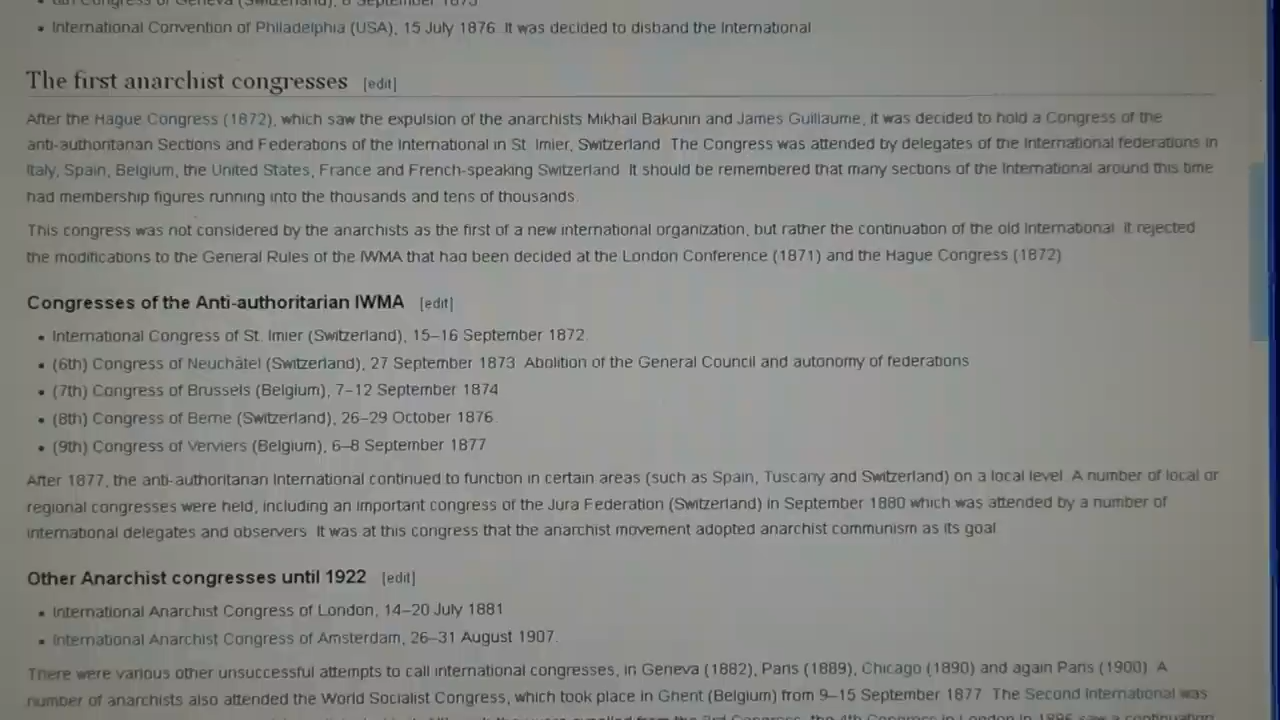 6th Congress of Geneva (Switzerland), 8 September 1873
• International Convention of Philadelphia (USA), 15 July 1876. It was decided to disband the International
The first anarchist congresses [edit]
After the Hague Congress (1872), which saw the expulsion of the anarchists Mikhail Bakunin and James Guillaume, it was decided to hold a Congress of the
anti-authoritarian Sections and Federations of the International in St. Imier, Switzerland. The Congress was attended by delegates of the International federations in
Italy, Spain, Belgium, the United States, France and French-speaking Switzerland. It should be remembered that many sections of the International around this time
had membership figures running into the thousands and tens of thousands.
This congress was not considered by the anarchists as the first of a new international organization, but rather the continuation of the old International. It rejected
the modifications to the General Rules of the IWMA that had been decided at the London Conference (1871) and the Hague Congress (1872)
Congresses of the Anti-authoritarian IWMA [edit]
• International Congress of St. Imier (Switzerland), 15–16 September 1872.
• (6th) Congress of Neuchâtel (Switzerland), 27 September 1873. Abolition of the General Council and autonomy of federations
• (7th) Congress of Brussels (Belgium), 7–12 September 1874
• (8th) Congress of Berne (Switzerland), 26–29 October 1876.
• (9th) Congress of Verviers (Belgium), 6–8 September 1877
After 1877, the anti-authoritarian International continued to function in certain areas (such as Spain, Tuscany and Switzerland) on a local level. A number of local or
regional congresses were held, including an important congress of the Jura Federation (Switzerland) in September 1880 which was attended by a number of
international delegates and observers. It was at this congress that the anarchist movement adopted anarchist communism as its goal.
Other Anarchist congresses until 1922 [edit]
• International Anarchist Congress of London, 14–20 July 1881
• International Anarchist Congress of Amsterdam, 26–31 August 1907.
There were various other unsuccessful attempts to call international congresses, in Geneva (1882), Paris (1889), Chicago (1890) and again Paris (1900). A
number of anarchists also attended the World Socialist Congress, which took place in Ghent (Belgium) from 9–15 September 1877. The Second International was